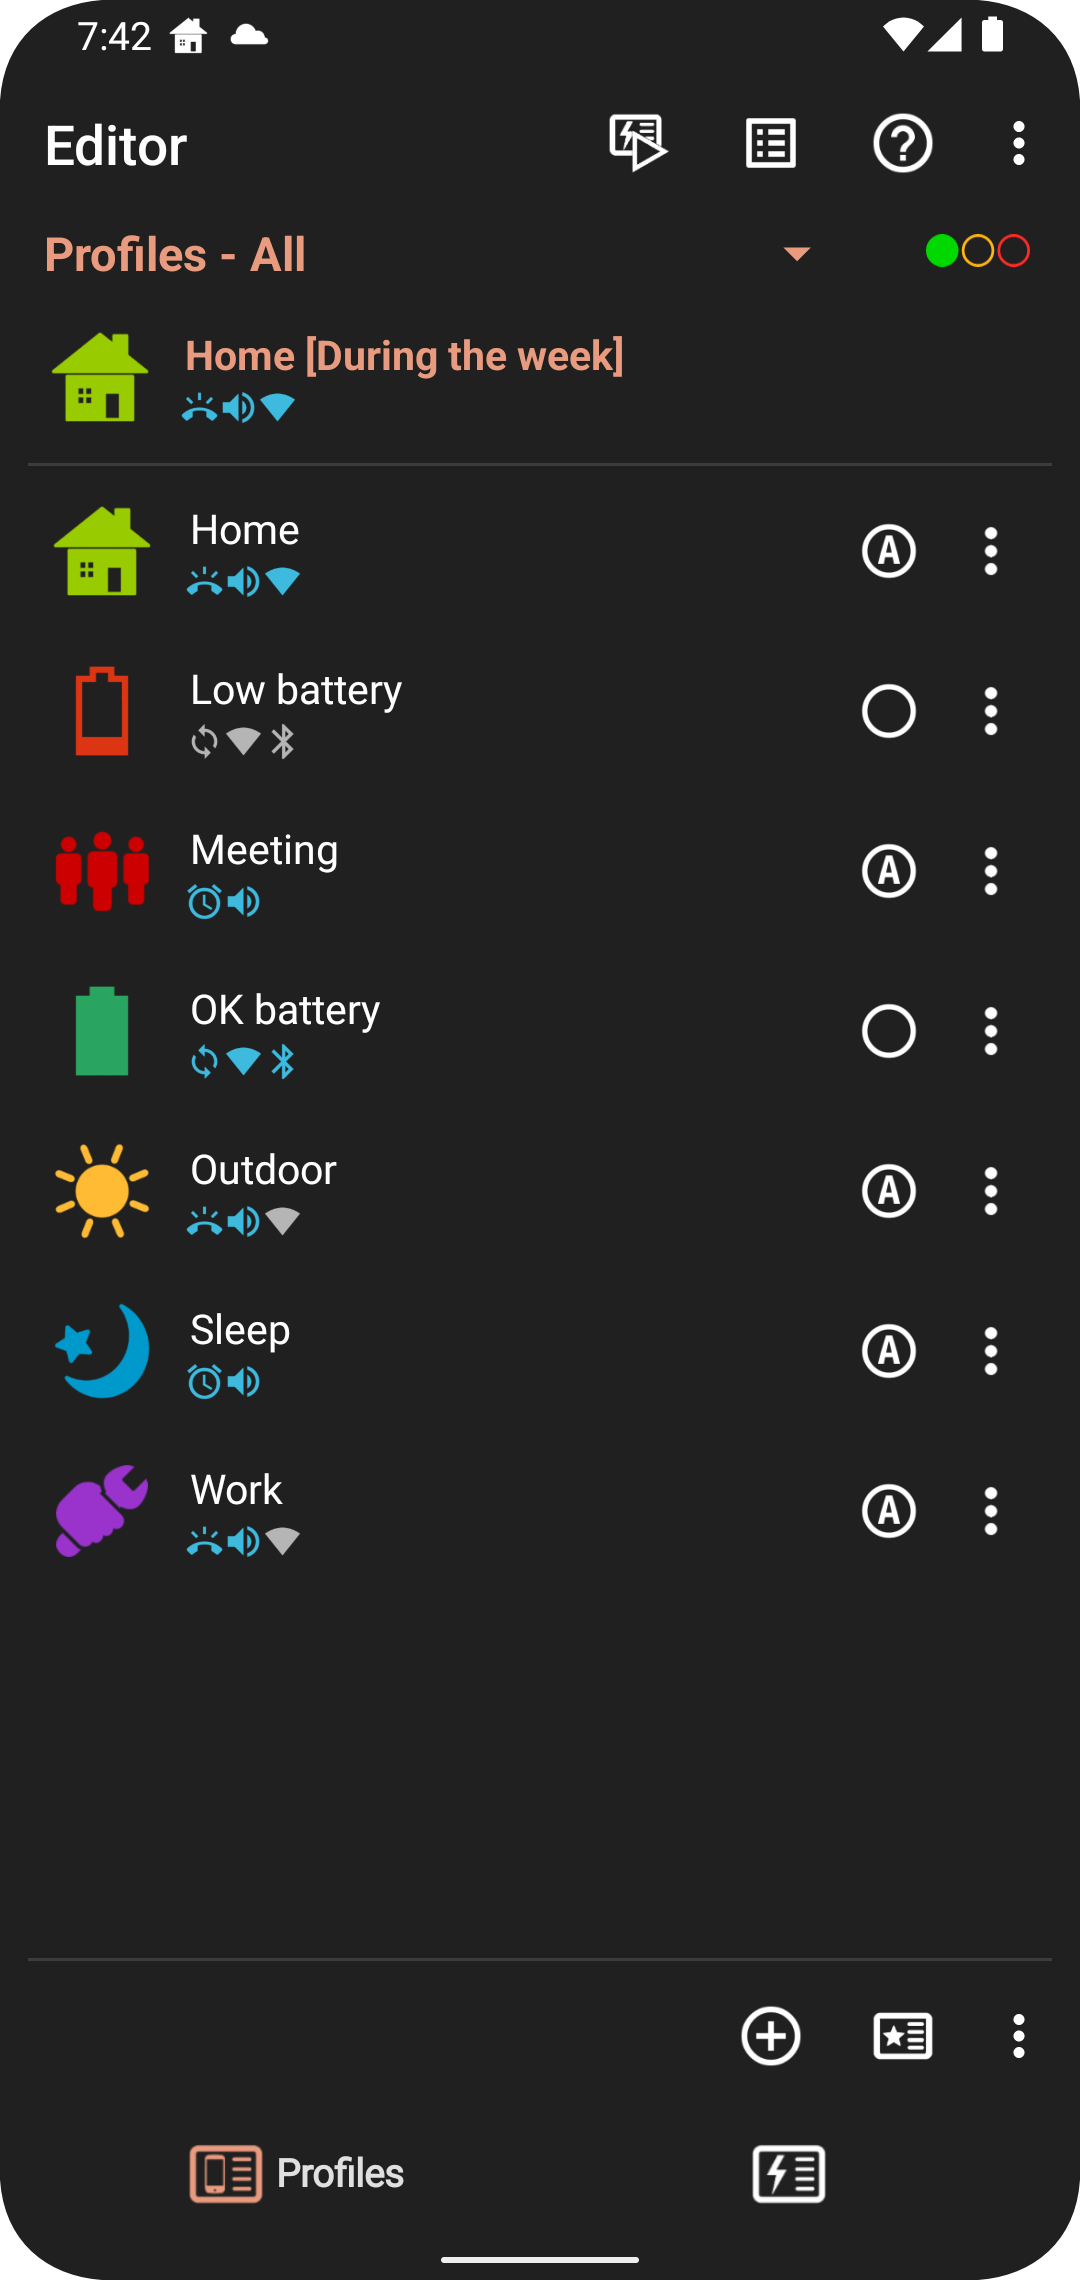 7:42
Editor
Profiles - All
Home [During the week]
Home
A
Low battery
Meeting
A
OK battery
Outdoor
A
Sleep
A
Work
A
Profiles